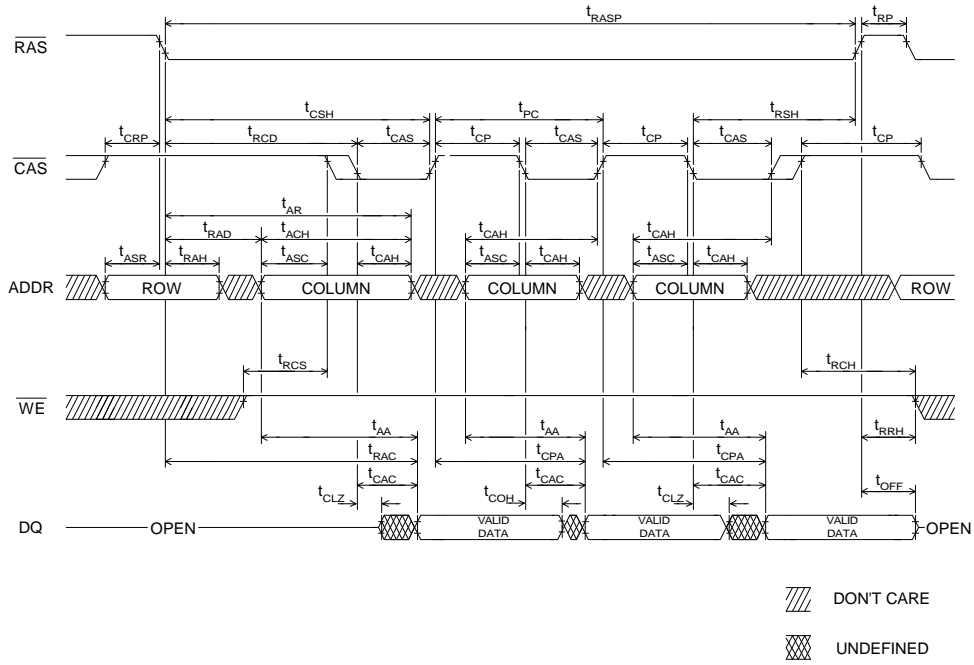 tRASP tRP
RAS
tCSH tPC tRSH
tCRP tRCD tCAS tCP tCAS tCP tCAS tCP
CAS
tAR
tRAD tACH tCAH tCAH
tASR tRAH tASC tCAH tASC tCAH tASC tCAH
ADDR ROW COLUMN COLUMN COLUMN ROW
tRCS tRCH
WE
tAA tAA tAA tRRH
tRAC tCPA tCPA
tCAC tCAC tCAC tOFF
tCLZ tCOH tCLZ
DQ OPEN VALID DATA VALID DATA VALID DATA OPEN
DON'T CARE
UNDEFINED